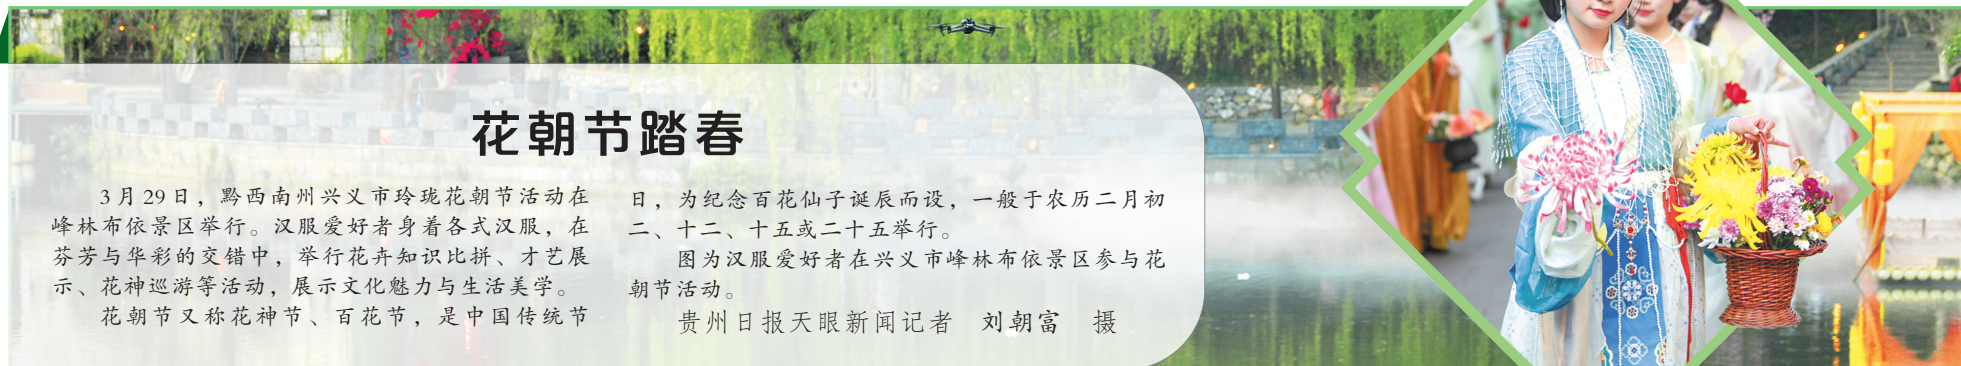 花朝节踏春
3月29日，黔西南州兴义市玲珑花朝节活动在
峰林布依景区举行。汉服爱好者身着各式汉服，在
芬芳与华彩的交错中，举行花卉知识比拼、才艺展
示、花神巡游等活动，展示文化魅力与生活美学。
花朝节又称花神节、百花节，是中国传统节
日，为纪念百花仙子诞辰而设，一般于农历二月初
二、十二、十五或二十五举行。
图为汉服爱好者在兴义市峰林布依景区参与花
朝节活动。
贵州日报天眼新闻记者 刘朝富 摄